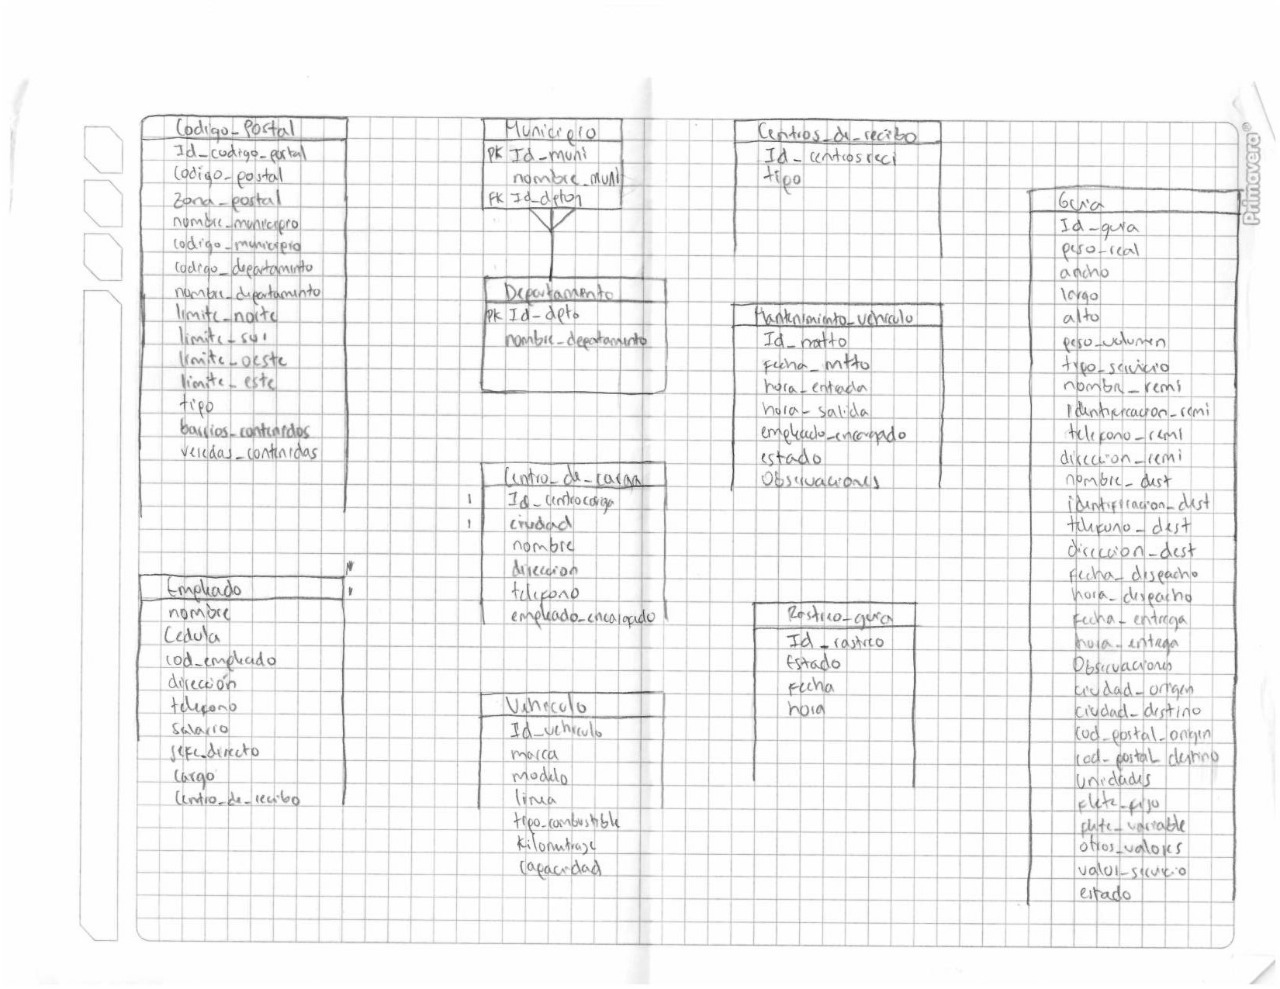 Codigo_Postal
Id_codigo_postal
codigo_postal
Zona_postal
nombre_municipio
codigo_municipio
codigo_departamento
nombre_departamento
limite_norte
limite_sur
limite_oeste
limite_este
tipo
barrios_contenidos
veredas_contenidas
Empleado
nombre
Cedula
cod_empleado
dirección
telefono
salario
jefe_directo
cargo
Centro_de_recibo
Municipio
PK Id_muni
nombre_muni
FK Id_dpto1
Departamento
PK Id_dpto
nombre_departamento
Centro_de_carga
Id_centrocarga
ciudad
nombre
direccion
telefono
empleado_encargado
Vehiculo
Id_vehiculo
marca
modelo
linea
tipo_combustible
Kilometraje
Capacidad
Centros_de_recibo
Id_centrosreci
tipo
Mantenimiento_vehiculo
Id_matto
fecha_mtto
hora_entrada
hora_salida
empleado_encargado
estado
Observaciones
Rastreo_guia
Id_rastreo
Estado
fecha
hora
Guia
Id_guia
peso_real
ancho
largo
alto
peso_volumen
tipo_servicio
nombre_remi
identificacion_remi
telefono_remi
direccion_remi
nombre_dest
identificacion_dest
telefono_dest
direccion_dest
fecha_despacho
hora_despacho
fecha_entrega
hora_entrega
Observaciones
ciudad_origen
ciudad_destino
cod_postal_origen
cod_postal_destino
unidades
flete_fijo
flete_variable
otros_valores
valor_servicio
estado
Primavera®